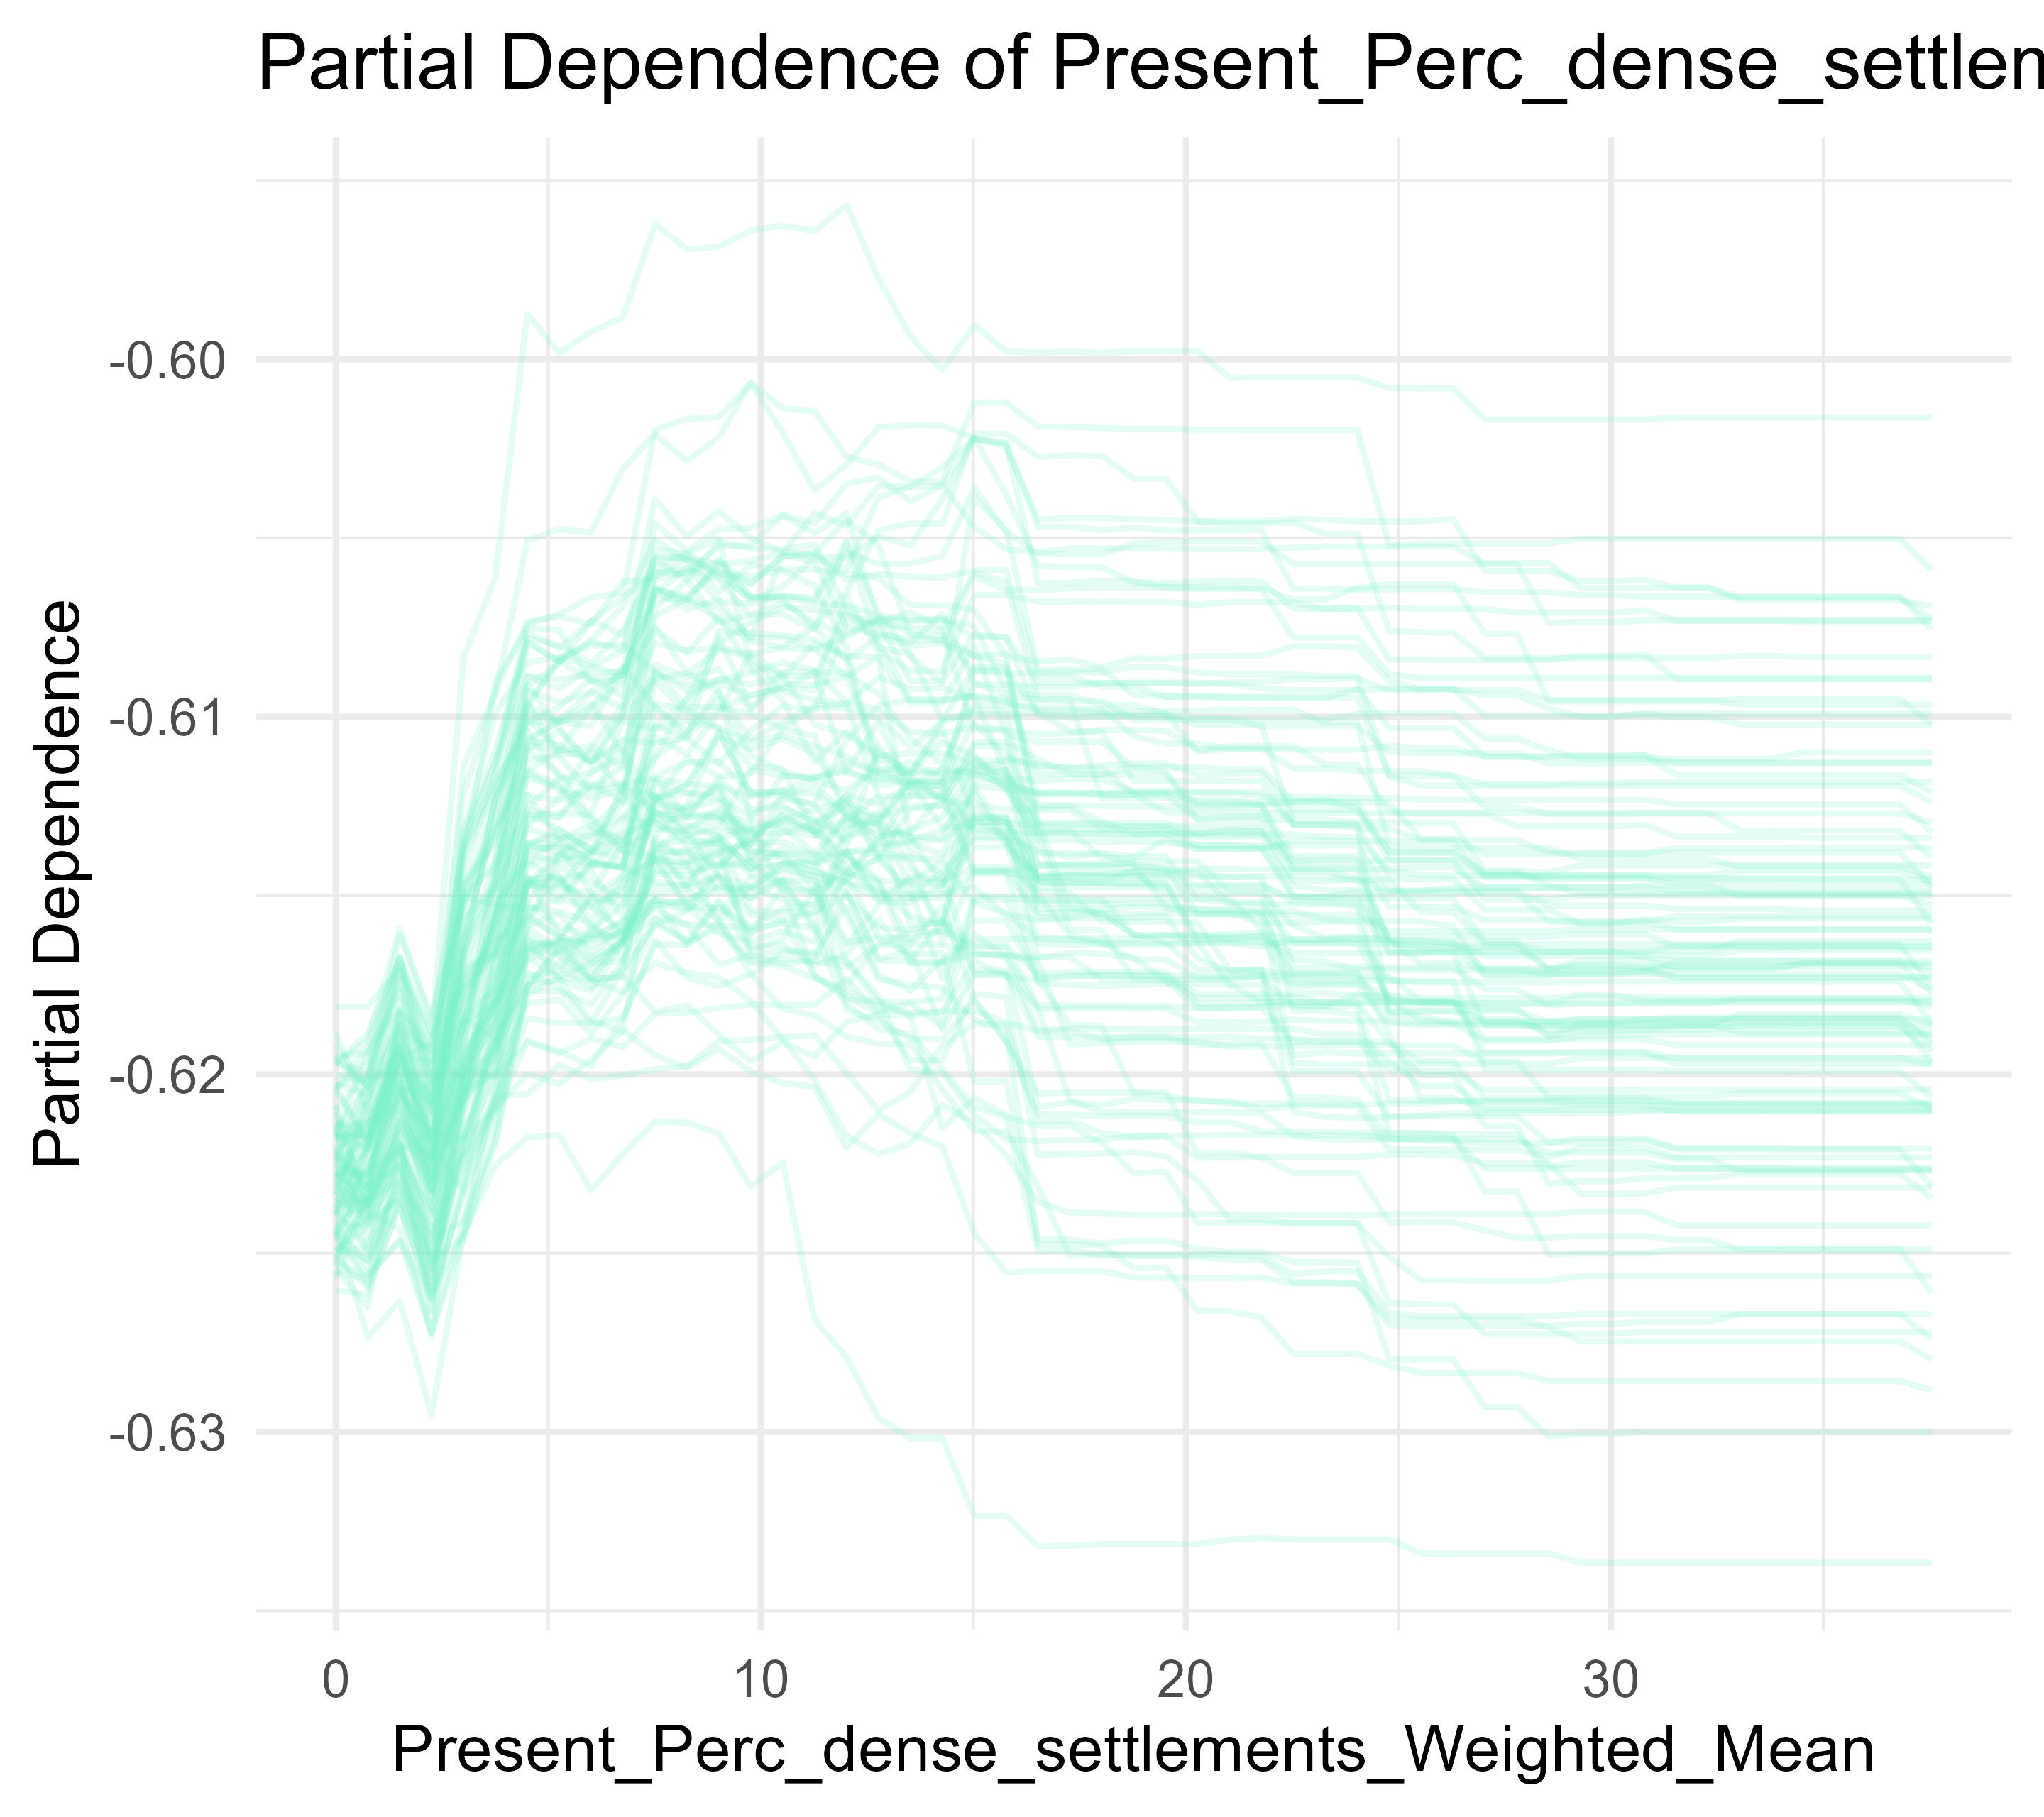 Partial Dependence of Present_Perc_dense_settlem
Partial Dependence
-0.60
-0.61
-0.62
-0.63
0 10 20 30
Present_Perc_dense_settlements_Weighted_Mean